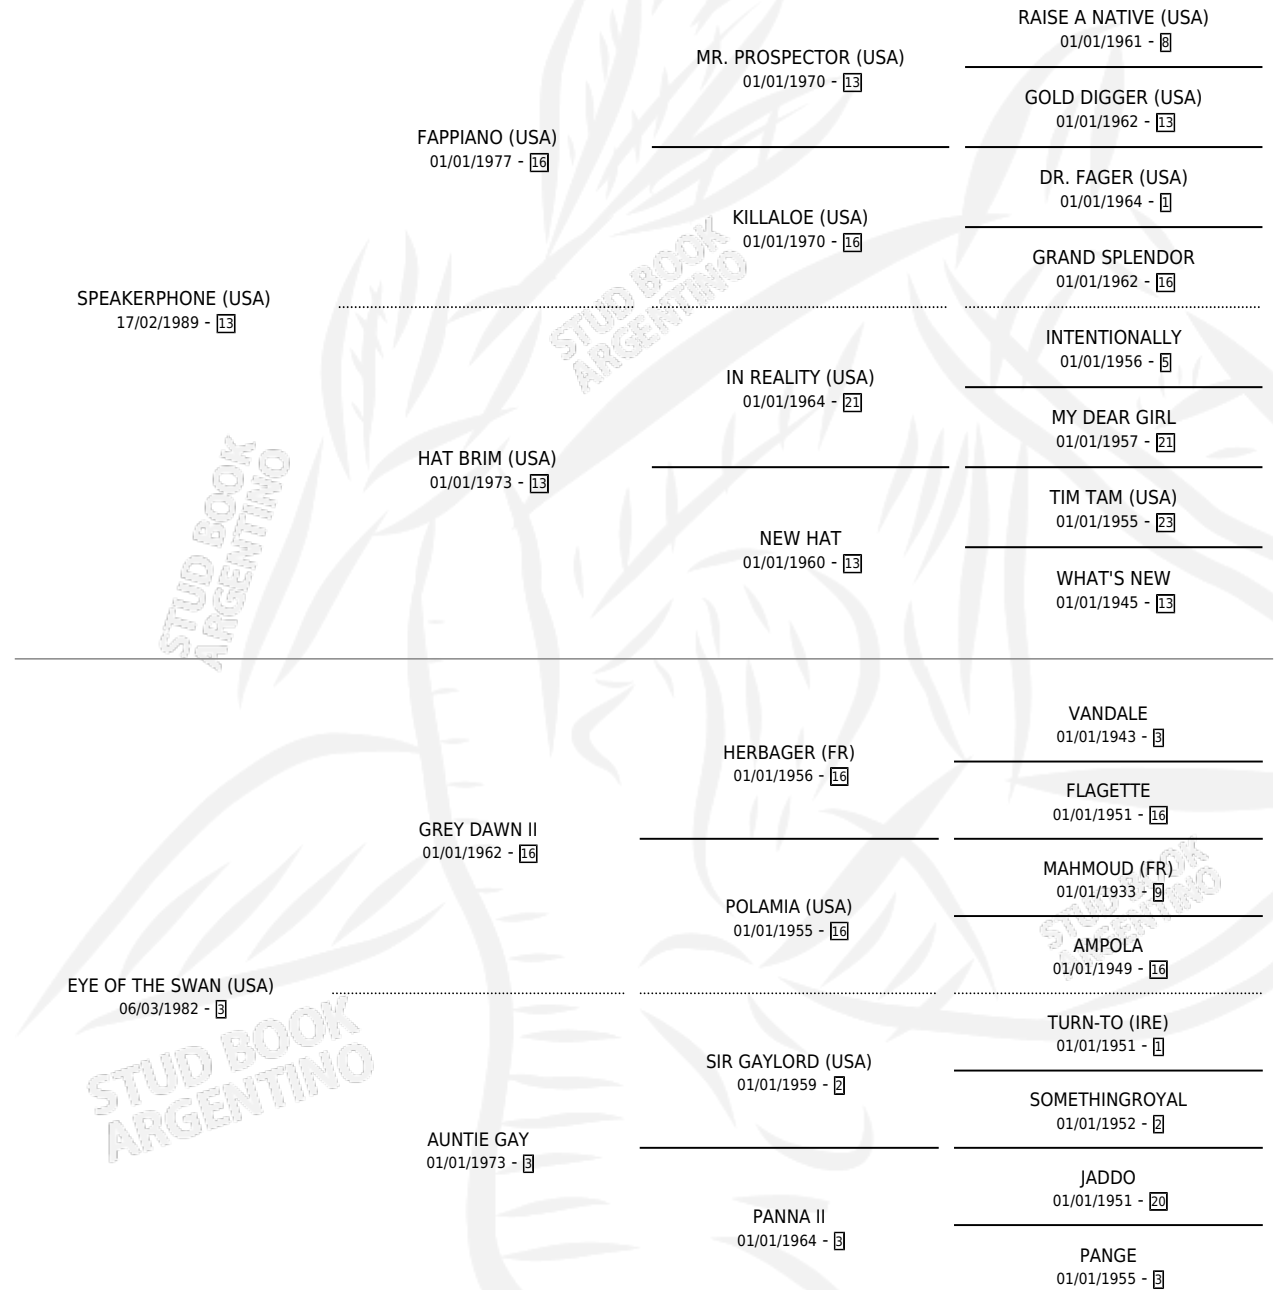 RAISE A NATIVE (USA)
01/01/1961 - 8
MR. PROSPECTOR (USA)
01/01/1970 - 13
GOLD DIGGER (USA)
01/01/1962 - 13
FAPPIANO (USA)
01/01/1977 - 16
DR. FAGER (USA)
01/01/1964 - 1
KILLALOE (USA)
01/01/1970 - 16
GRAND SPLENDOR
01/01/1962 - 16
SPEAKERPHONE (USA)
17/02/1989 - 13
STUD BOOK
ARGENTINO
INTENTIONALLY
01/01/1956 - 5
IN REALITY (USA)
01/01/1964 - 21
MY DEAR GIRL
01/01/1957 - 21
HAT BRIM (USA)
01/01/1973 - 13
TIM TAM (USA)
01/01/1955 - 23
NEW HAT
01/01/1960 - 13
WHAT'S NEW
01/01/1945 - 13
STUD BOOK
ARGENTINO
VANDALE
01/01/1943 - 3
HERBAGER (FR)
01/01/1956 - 16
FLAGETTE
01/01/1951 - 16
GREY DAWN II
01/01/1962 - 16
MAHMOUD (FR)
01/01/1933 - 9
POLAMIA (USA)
01/01/1955 - 16
AMPOLA
01/01/1949 - 16
STUD BOOK
ARGENTINO
EYE OF THE SWAN (USA)
06/03/1982 - 3
STUD BOOK
ARGENTINO
TURN-TO (IRE)
01/01/1951 - 1
SIR GAYLORD (USA)
01/01/1959 - 2
SOMETHINGROYAL
01/01/1952 - 2
AUNTIE GAY
01/01/1973 - 3
JADDO
01/01/1951 - 20
PANNA II
01/01/1964 - 3
PANGE
01/01/1955 - 3